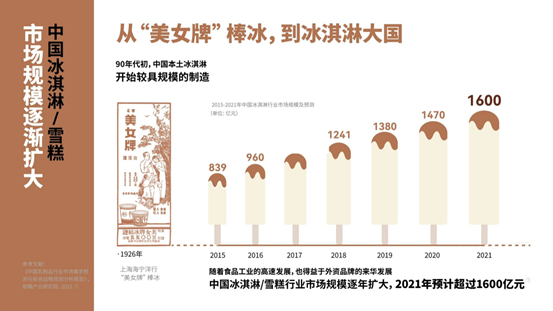 中国冰淇淋/雪糕
市场规模逐渐扩大
从“美女牌”棒冰，到冰淇淋大国
90年代初，中国本土冰淇淋
开始较具规模的制造
2015-2021年中国冰淇淋行业市场规模及预测
(单位: 亿元)
美女牌
839
960
1241
1380
1470
1600
2015
2016
2017
2018
2019
2020
2021
·1926年
上海海宁洋行
“美女牌”棒冰
随着食品工业的高速发展，也得益于外资品牌的来华发展
中国冰淇淋/雪糕行业市场规模逐年扩大，2021年预计超过1600亿元